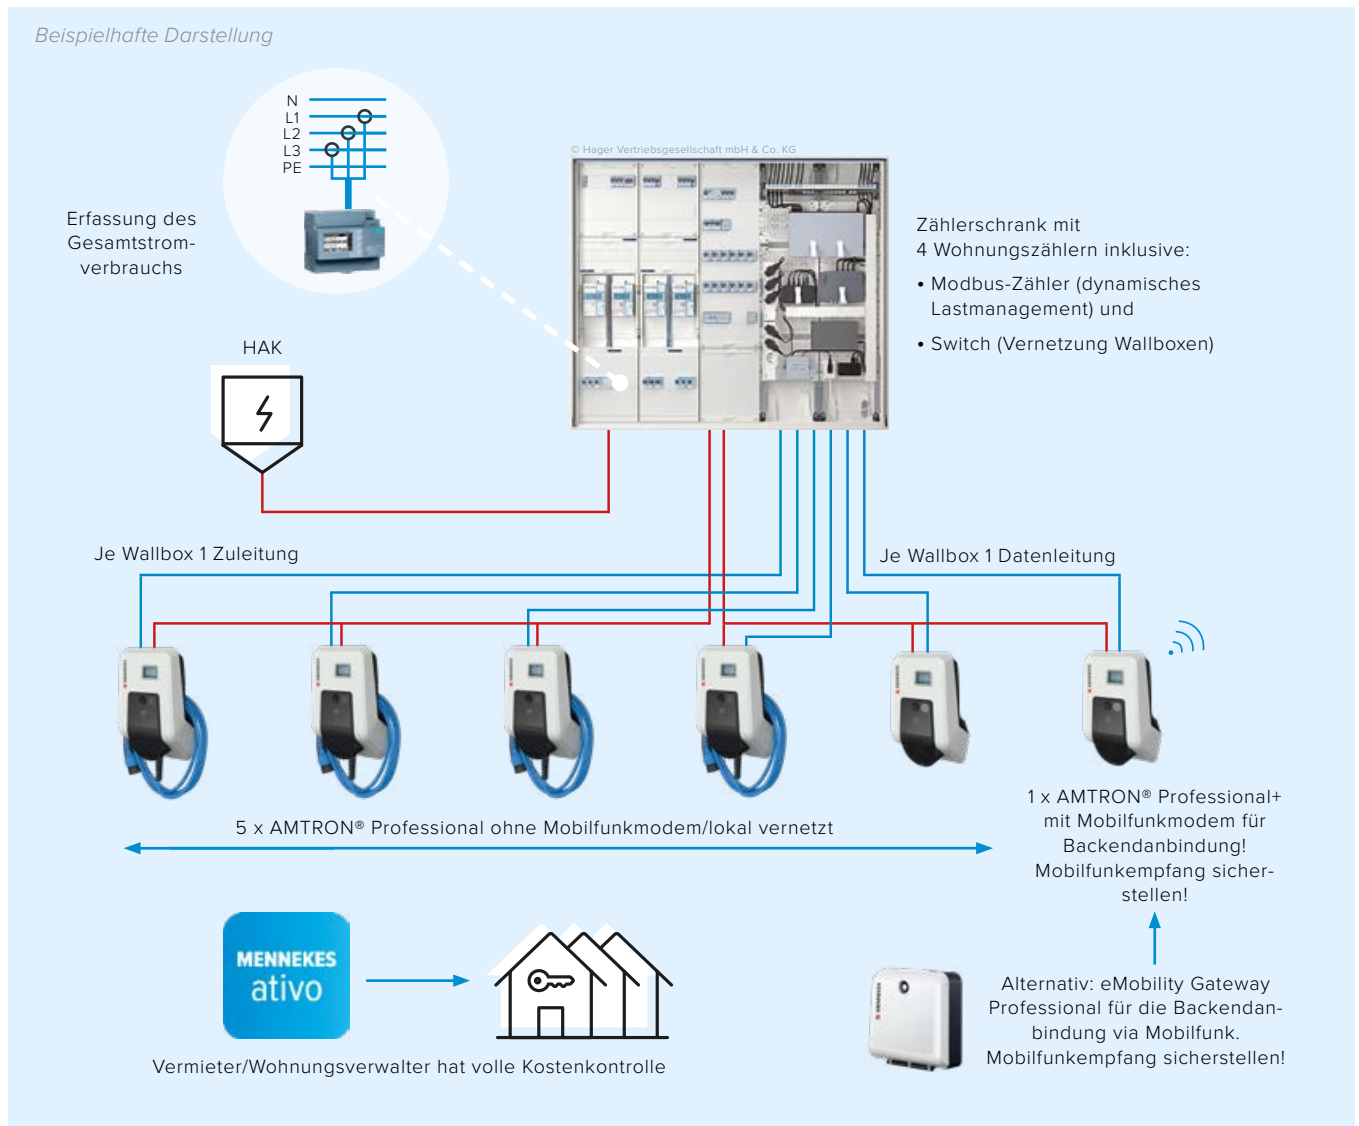 Beispielhafte Darstellung
N
L1
L2
L3
PE
© Hager Vertriebsgesellschaft mbH & Co. KG
Erfassung des
Gesamtstrom-
verbrauchs
Zählerschrank mit
4 Wohnungszählern inklusive:
• Modbus-Zähler (dynamisches
Lastmanagement) und
• Switch (Vernetzung Wallboxen)
HAK
Je Wallbox 1 Zuleitung
Je Wallbox 1 Datenleitung
5 x AMTRON® Professional ohne Mobilfunkmodem/lokal vernetzt
1 x AMTRON® Professional+
mit Mobilfunkmodem für
Backendanbindung!
Mobilfunkempfang sicher-
stellen!
MENNEKES
ativo
Vermieter/Wohnungsverwalter hat volle Kostenkontrolle
Alternativ: eMobility Gateway
Professional für die Backendan-
bindung via Mobilfunk.
Mobilfunkempfang sicherstellen!